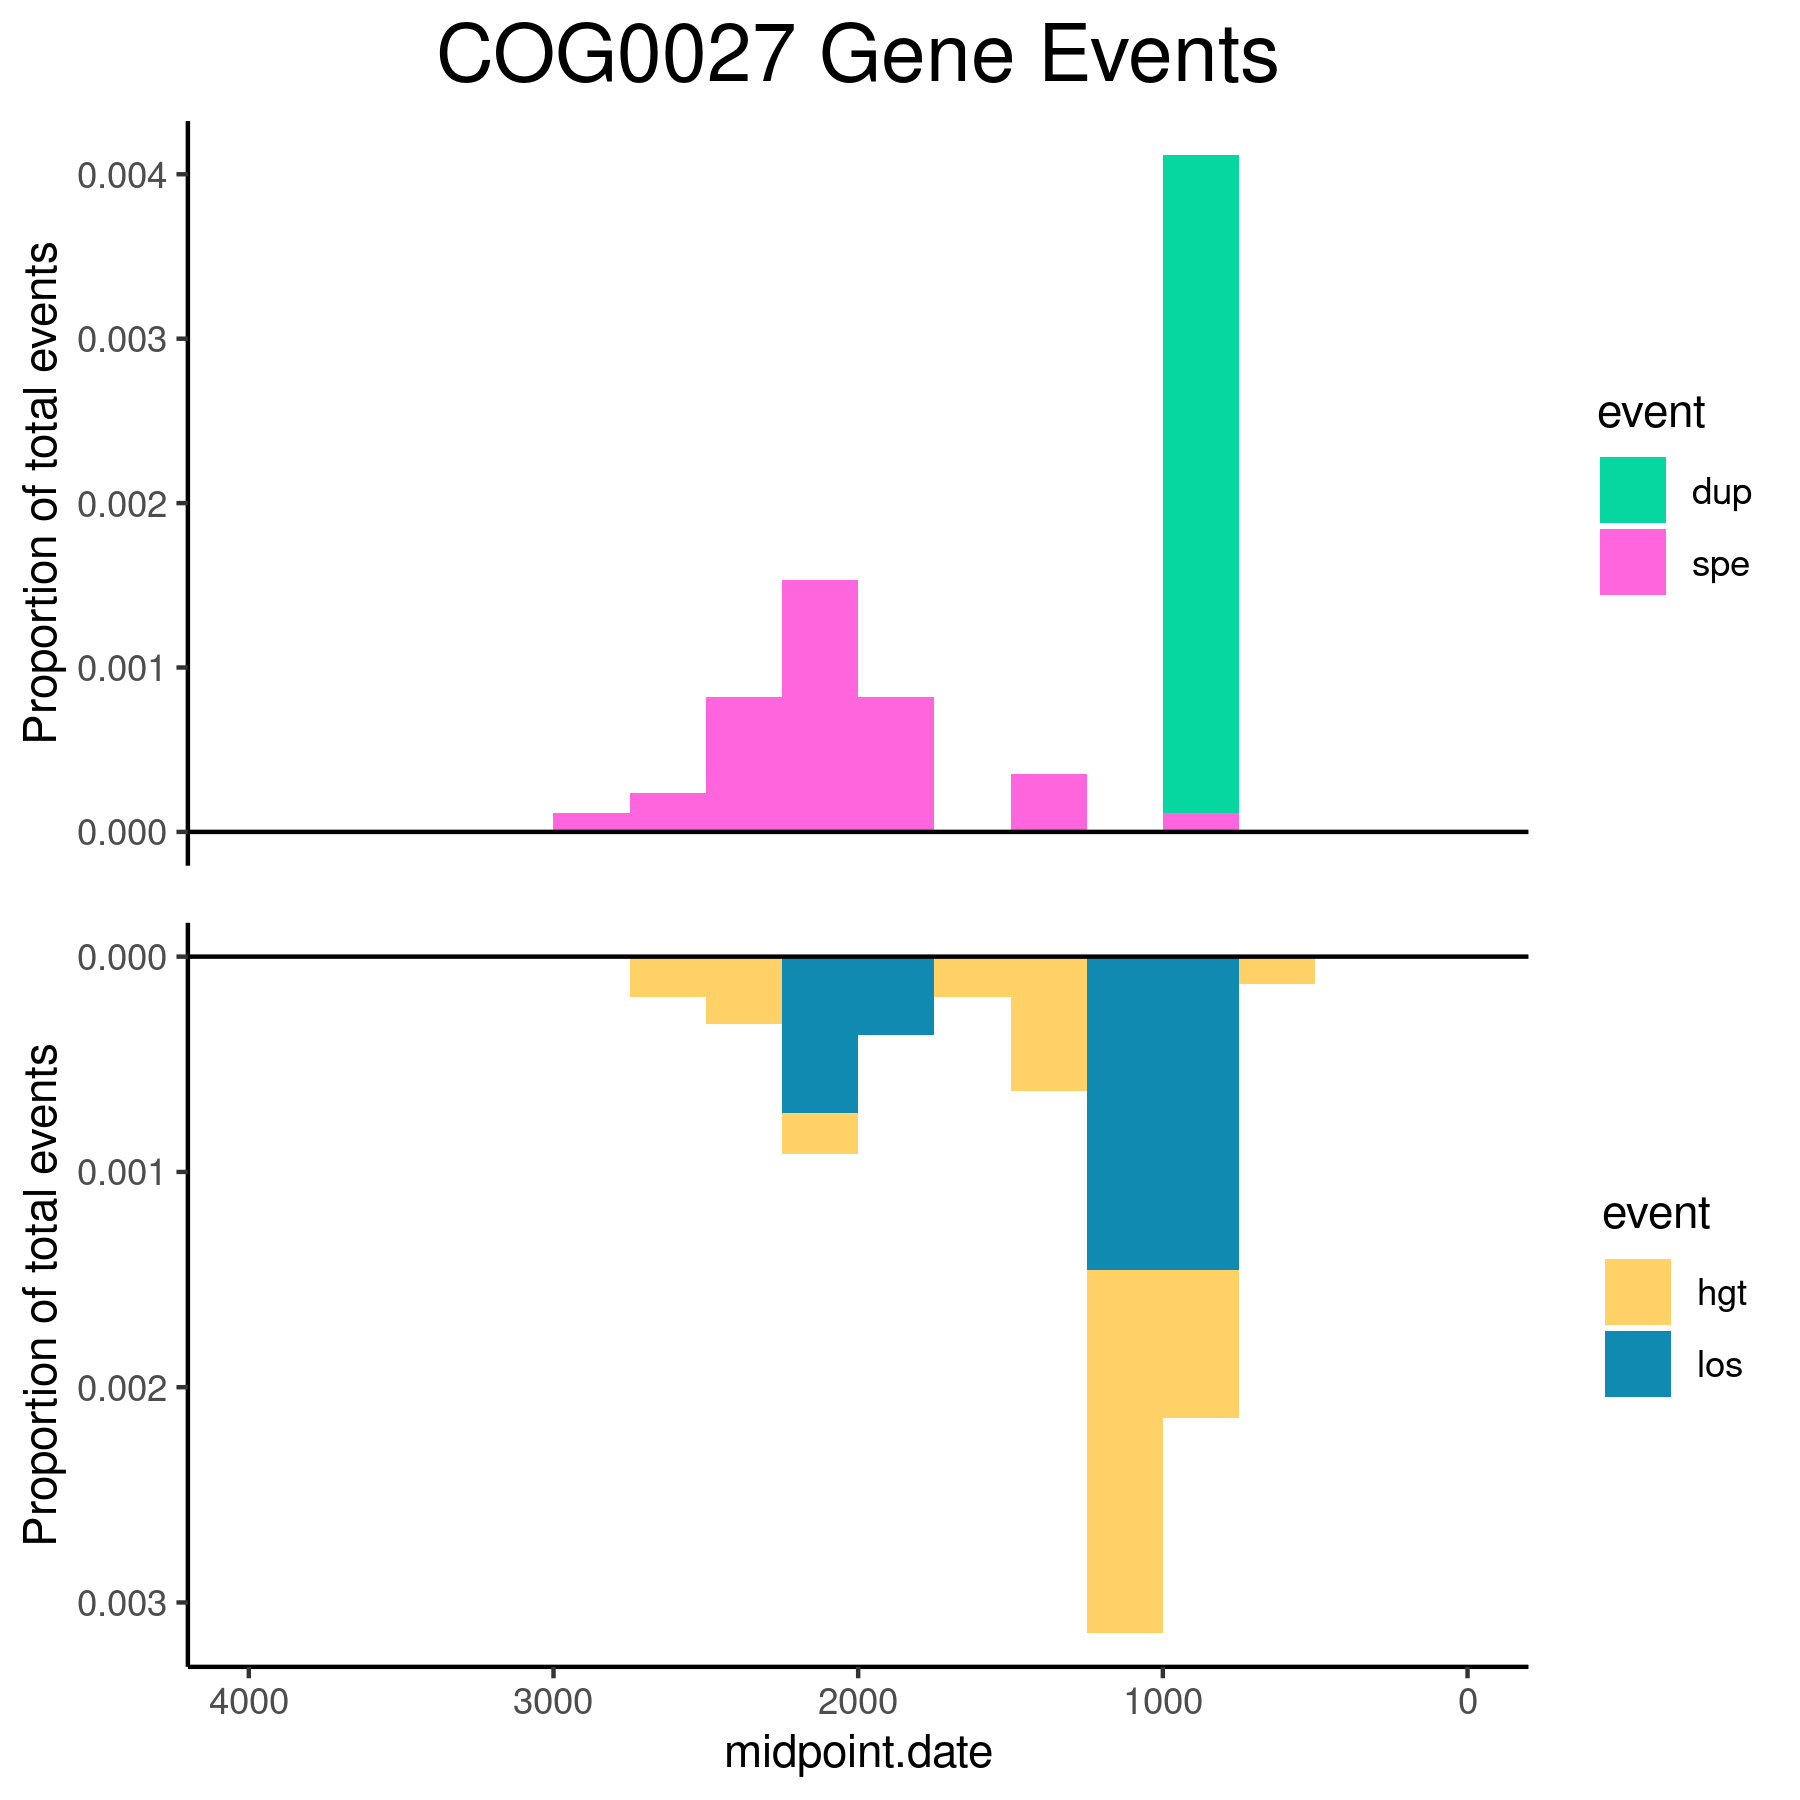 COG0027 Gene Events
Proportion of total events
0.004
0.003
0.002
0.001
0.000
event
dup
spe
Proportion of total events
0.000
0.001
0.002
0.003
event
hgt
los
4000 3000 2000 1000 0
midpoint.date